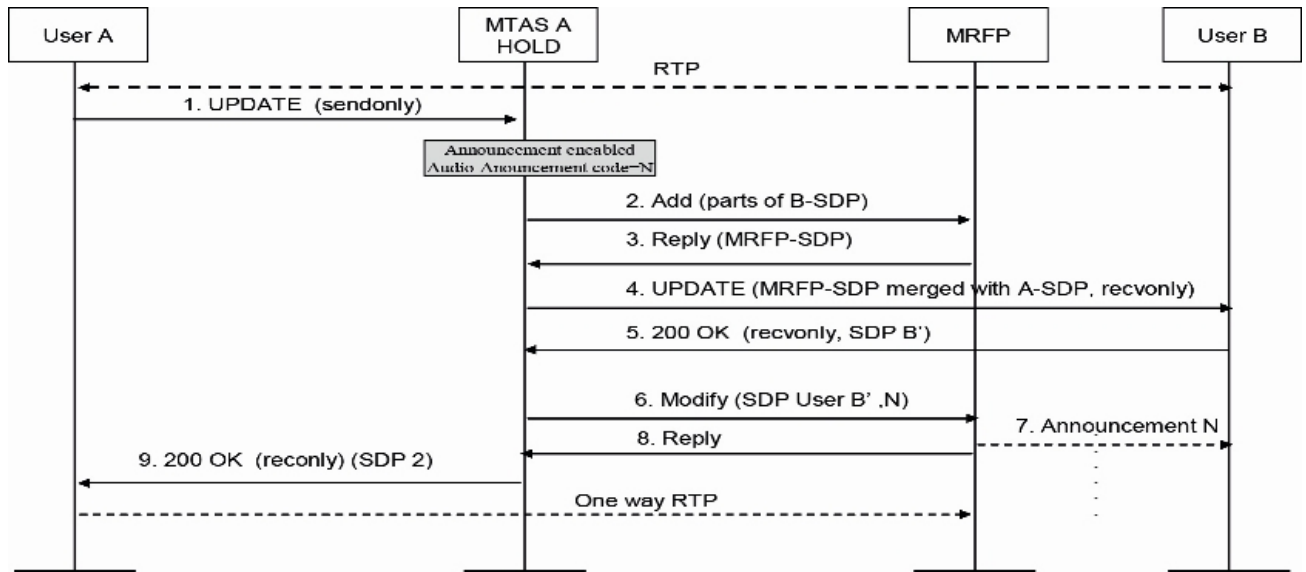 User A
MTAS A
HOLD
MRFP
User B
RTP
1. UPDATE (sendonly)
Announcement eneabled
Audio Anouncement code=N
2. Add (parts of B-SDP)
3. Reply (MRFP-SDP)
4. UPDATE (MRFP-SDP merged with A-SDP, recvonly)
5. 200 OK (recvonly, SDP B')
6. Modify (SDP User B' ,N)
7. Announcement N
8. Reply
9. 200 OK (reconly) (SDP 2)
One way RTP